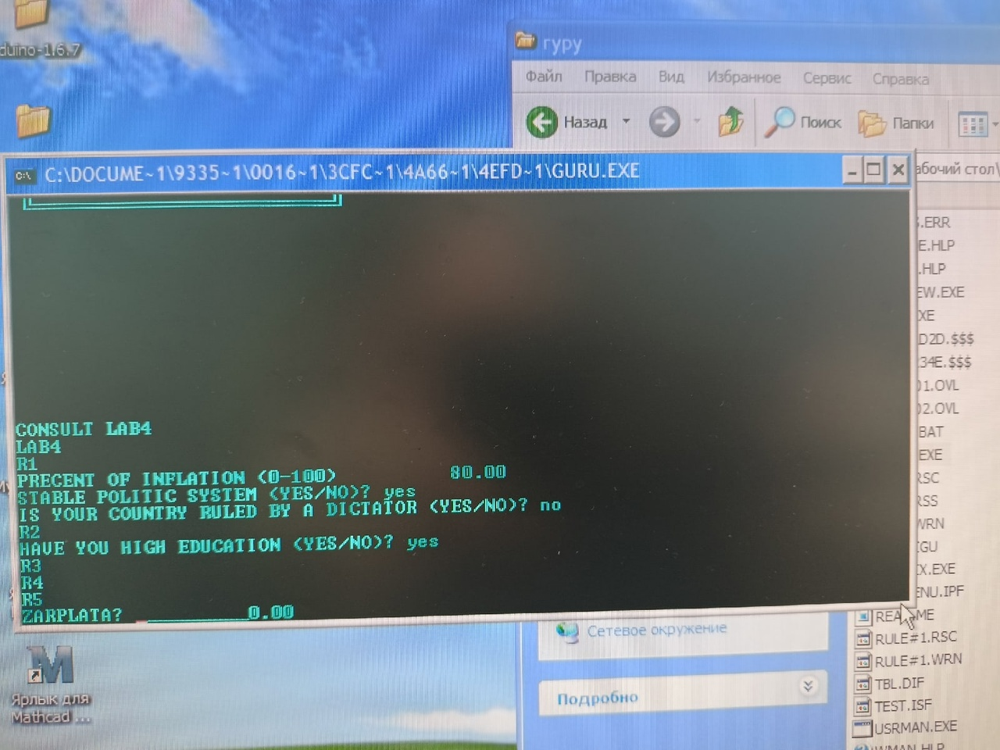 duino-1.6.7
гуру
Файл Правка Вид Избранное Сервис Справка
Назад Поиск Папки
C:\DOCUME~1\9335~1\0016~1\3CFC~1\4A66~1\4EFD~1\GURU.EXE
абочий стол\
CONSULT LAB4
LAB4
R1
PRECENT OF INFLATION (0-100) 80.00
STABLE POLITIC SYSTEM (YES/NO)? yes
IS YOUR COUNTRY RULED BY A DICTATOR (YES/NO)? no
R2
HAVE YOU HIGH EDUCATION (YES/NO)? yes
R3
R4
R5
ZARPLATA? 0.00
.ERR
E.HLP
.HLP
EW.EXE
XE
D2D.$$$
34E.$$$
01.OVL
02.OVL
BAT
EXE
RSC
RSS
WRN
IGU
X.EXE
ENU.IPF
RULE#1.RSC
RULE#1.WRN
TBL.DIF
TEST.ISF
USRMAN.EXE
WMAN.HLP
Сетевое окружение
Подробно
Ярлык для
Mathcad ...